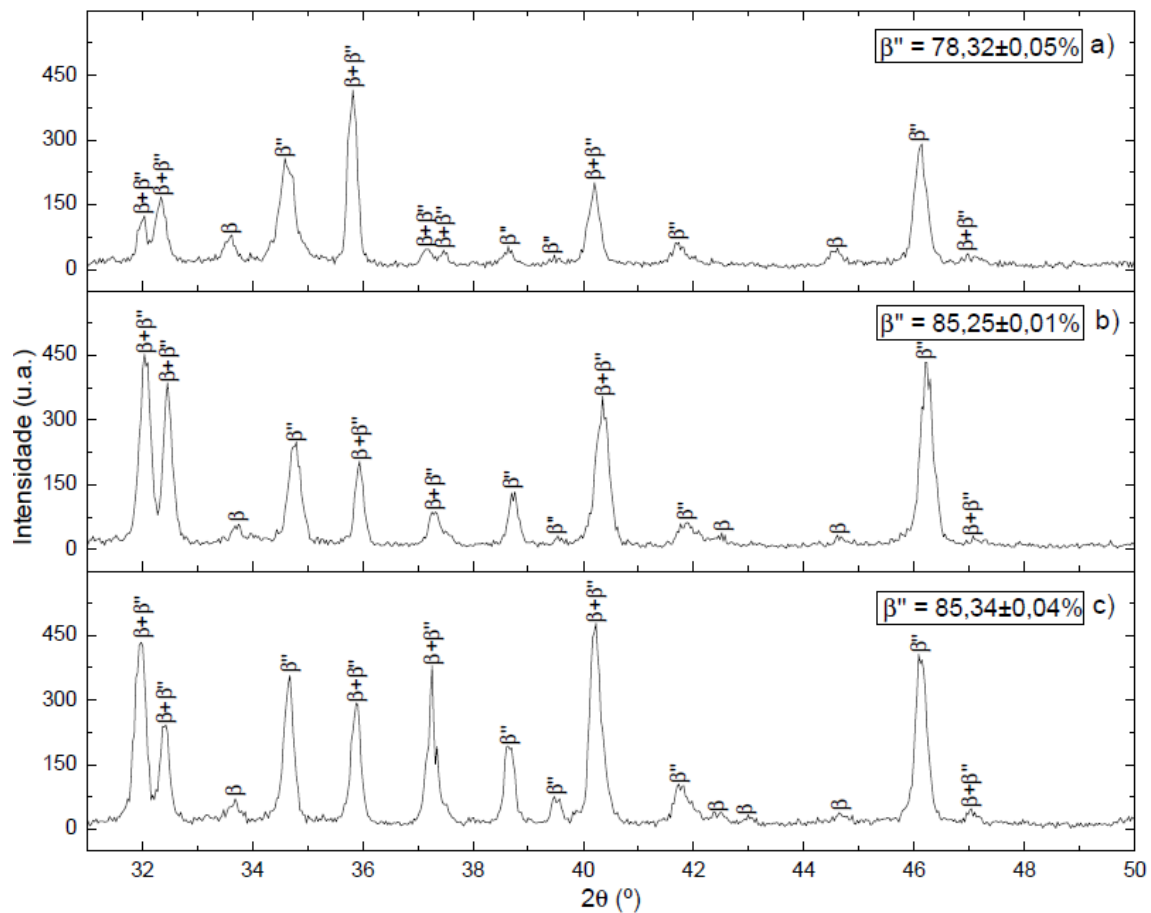 β" = 78,32±0,05% a)
450
300
150
0
β+β"
β+β"
β
β"
β+β"
β+β"
β+β"
β"
β"
β+β"
β"
β
β"
β+β"
β" = 85,25±0,01% b)
450
300
150
0
β+β"
β+β"
β
β"
β+β"
β+β"
β"
β"
β+β"
β"
β
β
β"
β+β"
β" = 85,34±0,04% c)
450
300
150
0
β+β"
β+β"
β
β"
β+β"
β+β"
β"
β"
β+β"
β"
β
β
β
β"
β+β"
Intensidade (u.a.)
32 34 36 38 40 42 44 46 48 50
2θ (º)